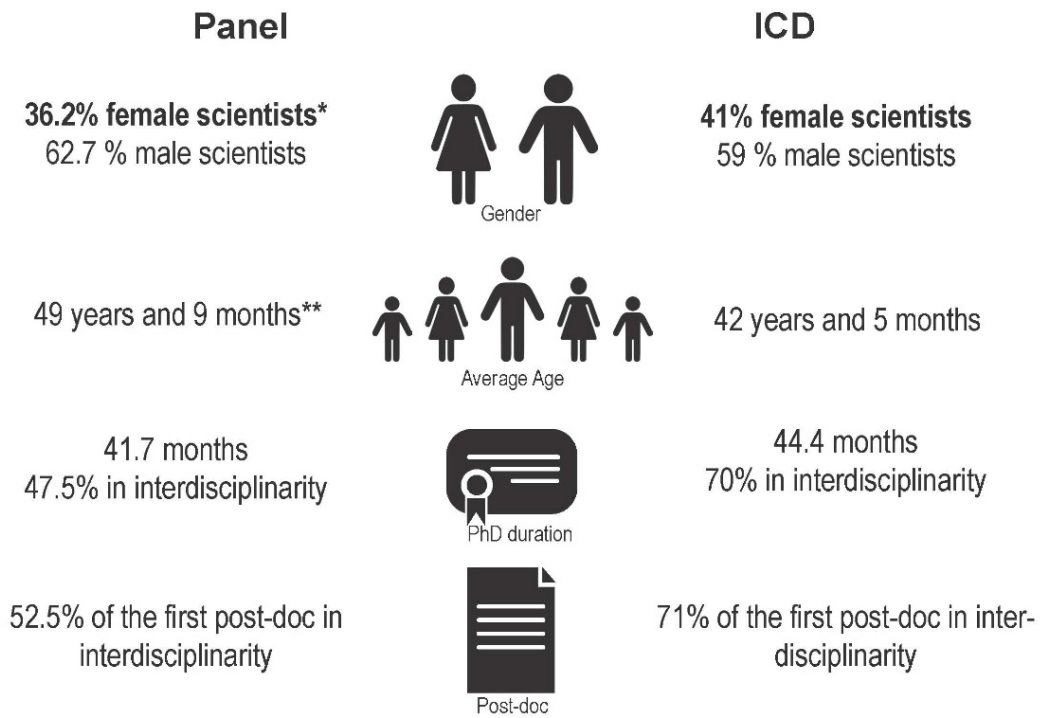 Panel
ICD
36.2% female scientists*
62.7 % male scientists
Gender
41% female scientists
59 % male scientists
49 years and 9 months**
Average Age
42 years and 5 months
41.7 months
47.5% in interdisciplinarity
PhD duration
44.4 months
70% in interdisciplinarity
52.5% of the first post-doc in
interdisciplinarity
Post-doc
71% of the first post-doc in inter-
disciplinarity